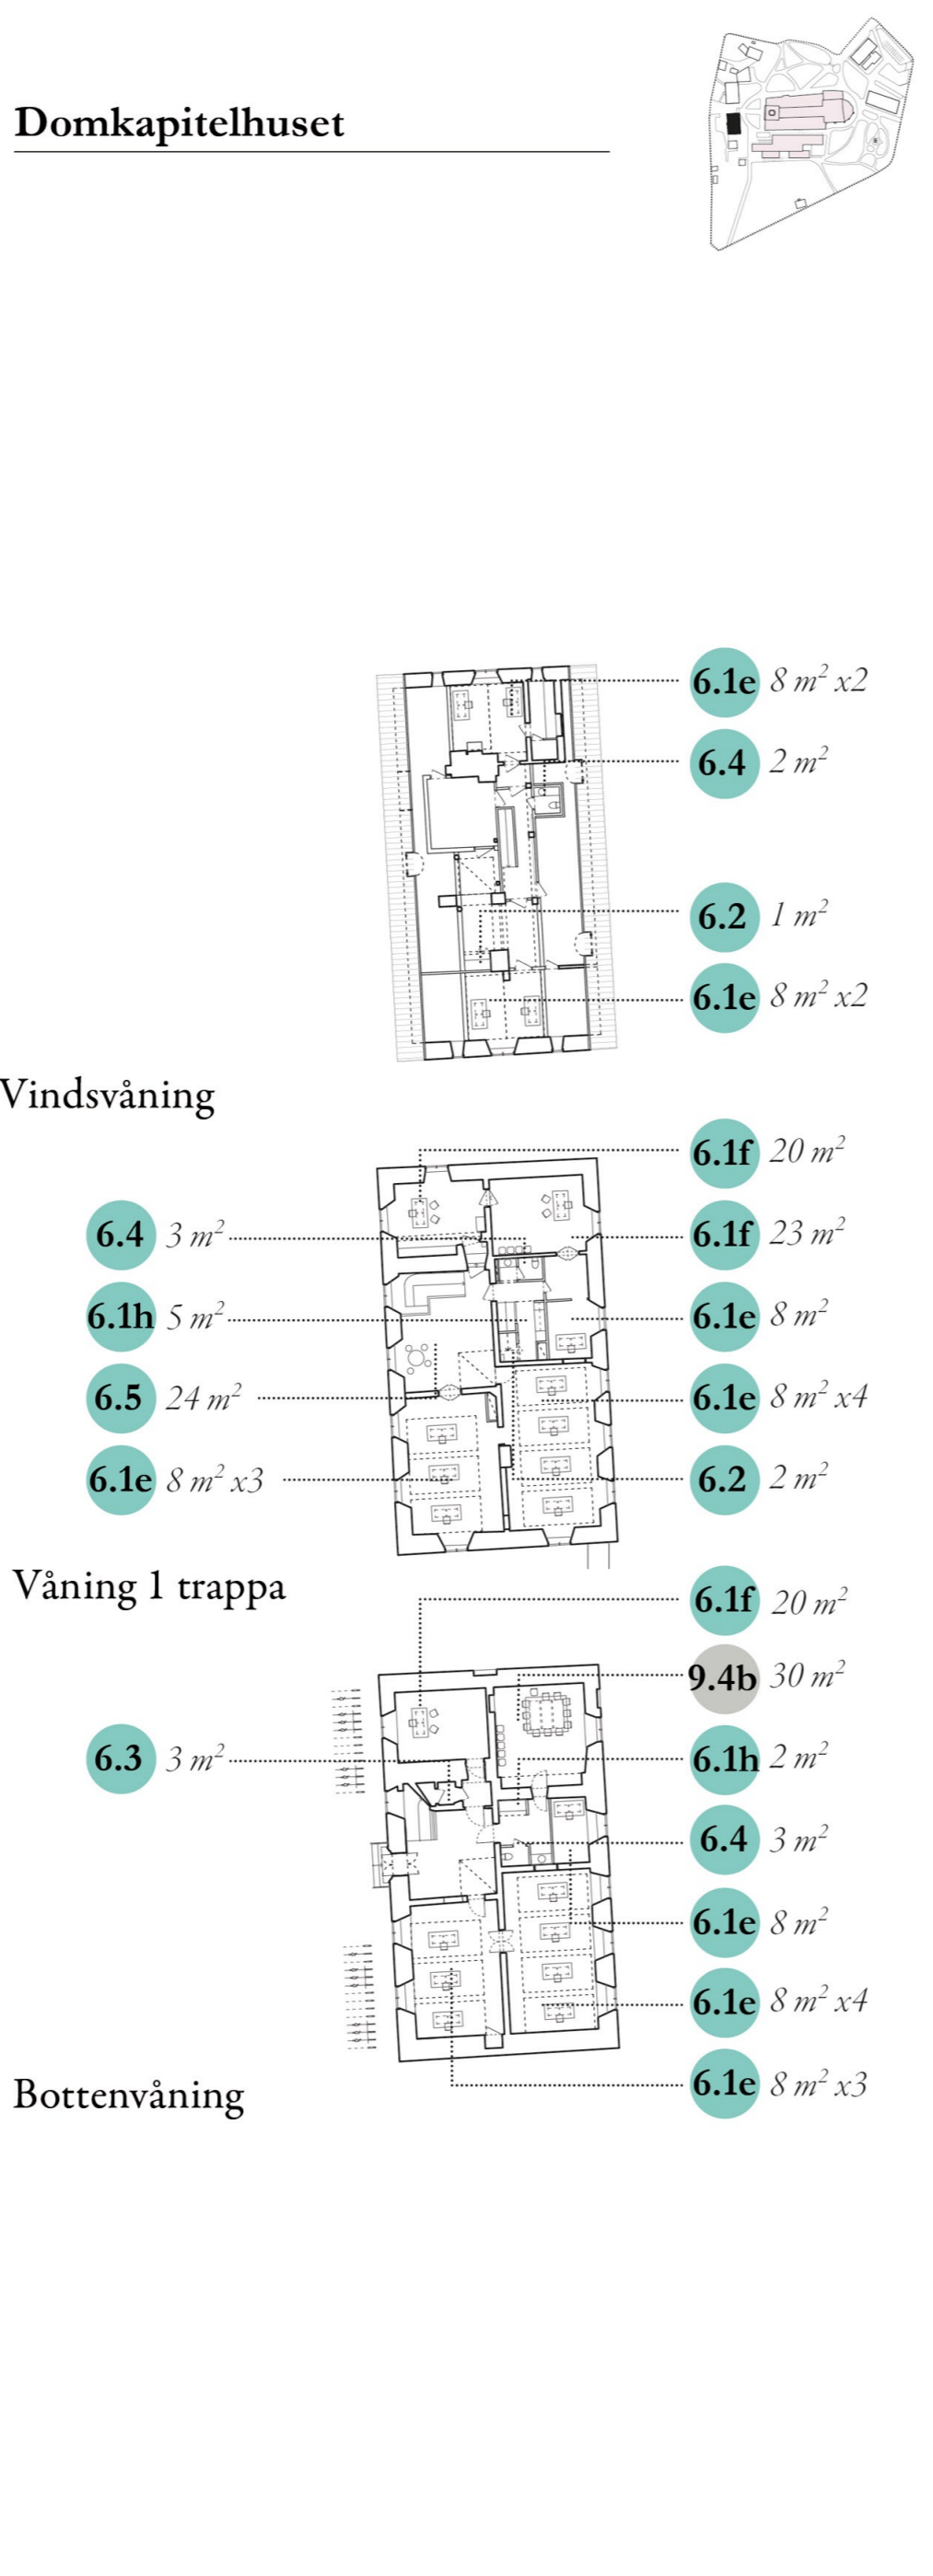 Domkapitelhuset
6.1e 8 m² x2
6.4 2 m²
6.2 1 m²
6.1e 8 m² x2
Vindsvåning
6.1f 20 m²
6.4 3 m²
6.1f 23 m²
6.1h 5 m²
6.1e 8 m²
6.5 24 m²
6.1e 8 m² x4
6.1e 8 m² x3
6.2 2 m²
Våning 1 trappa
6.1f 20 m²
9.4b 30 m²
6.3 3 m²
6.1h 2 m²
6.4 3 m²
6.1e 8 m²
6.1e 8 m² x4
6.1e 8 m² x3
Bottenvåning